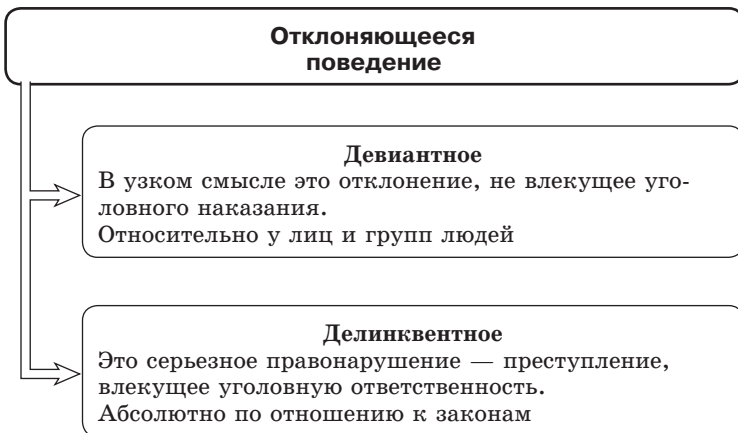 Отклоняющееся
поведение
Девиантное
В узком смысле это отклонение, не влекущее уго-
ловного наказания.
Относительно у лиц и групп людей
Делинквентное
Это серьезное правонарушение — преступление,
влекущее уголовную ответственность.
Абсолютно по отношению к законам